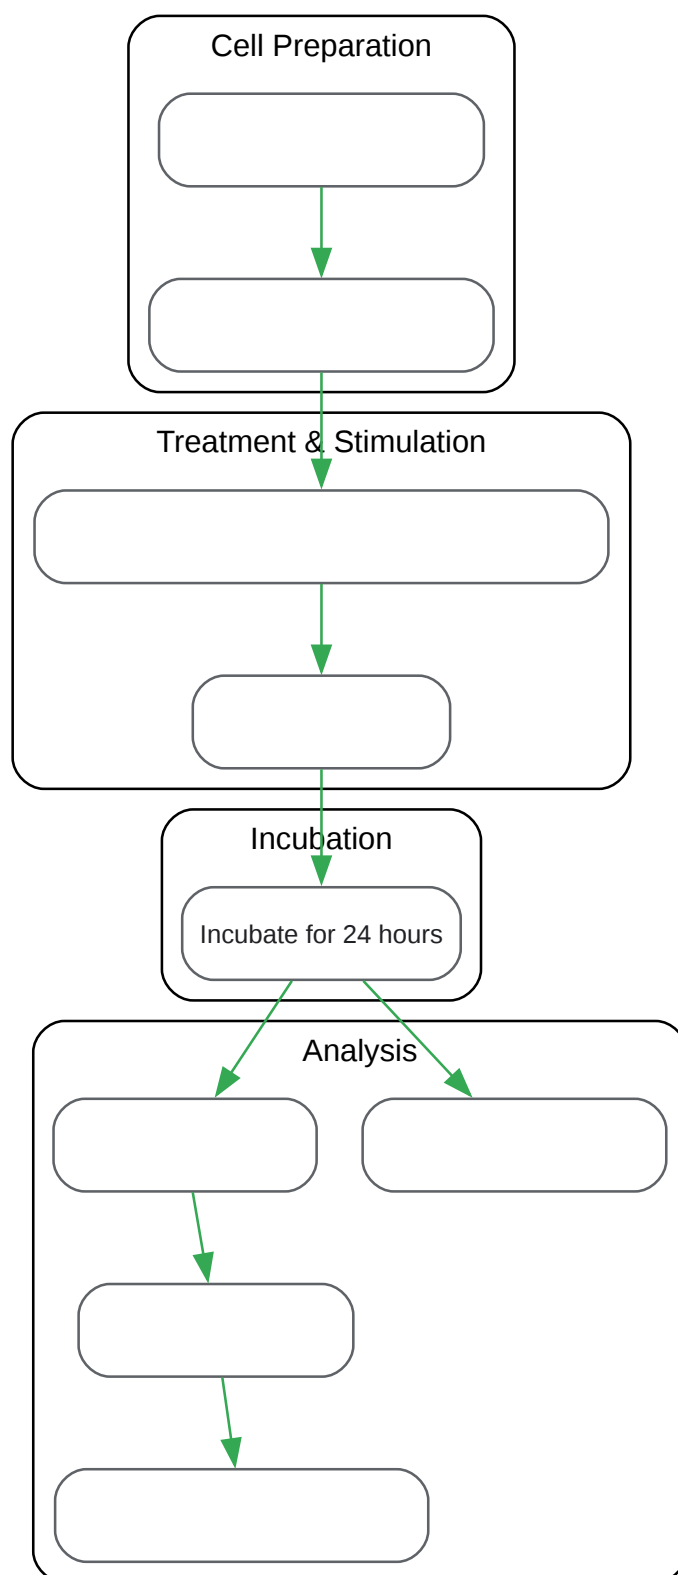 Cell Preparation
Treatment & Stimulation
Incubation
Incubate for 24 hours
Analysis